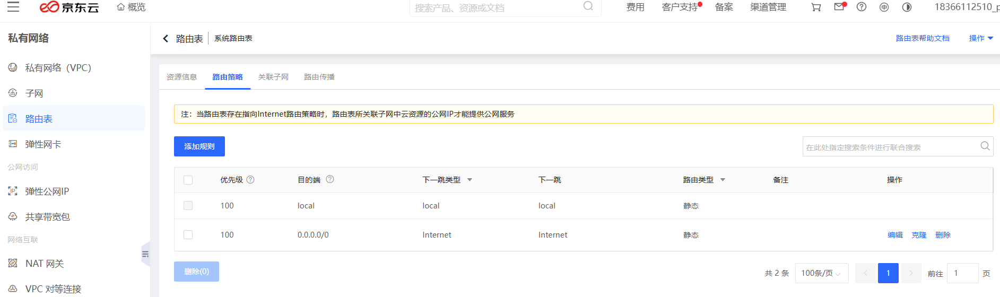 京东云 概览 搜索产品、资源或文档 费用 客户支持 备案 渠道管理 18366112510_p
私有网络
路由表 系统路由表 路由表帮助文档 操作
私有网络（VPC）
子网
路由表
弹性网卡
公网访问
弹性公网IP
共享带宽包
网络互联
NAT 网关
VPC 对等连接
资源信息 路由策略 关联子网 路由传播
注：当路由表存在指向Internet路由策略时，路由表所关联子网中云资源的公网IP才能提供公网服务
添加规则 在此处指定搜索条件进行联合搜索
优先级 目的端 下一跳类型 下一跳 路由类型 备注 操作
100 local local local 静态
100 0.0.0.0/0 Internet Internet 静态 编辑 克隆 删除
删除(0) 共 2 条 100条/页 1 前往 1 页